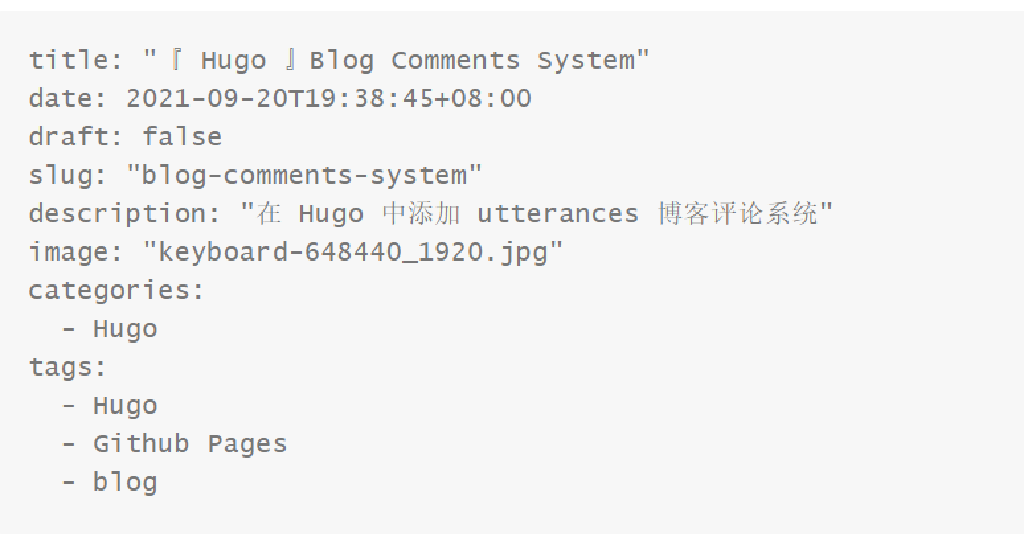 title: "『 Hugo 』Blog Comments System"
date: 2021-09-20T19:38:45+08:00
draft: false
slug: "blog-comments-system"
description: "在 Hugo 中添加 utterances 博客评论系统"
image: "keyboard-648440_1920.jpg"
categories:
  - Hugo
tags:
  - Hugo
  - Github Pages
  - blog